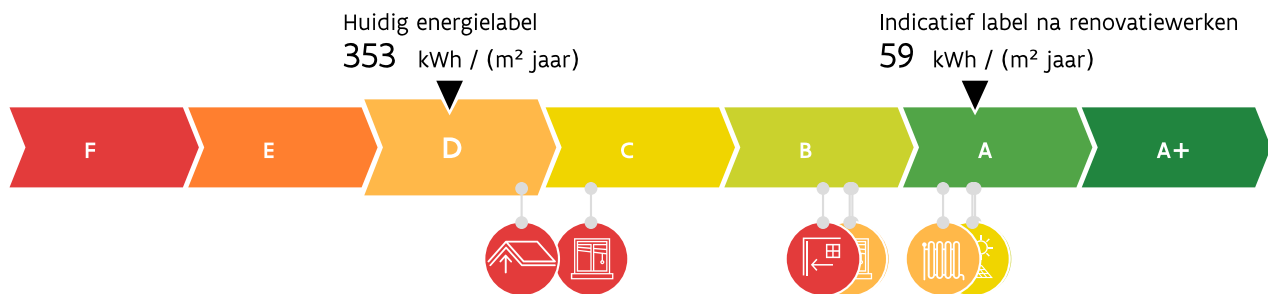 Huidig energielabel
353 kWh / (m² jaar)
Indicatief label na renovatiewerken
59 kWh / (m² jaar)
F
E
D
C
B
A
A+